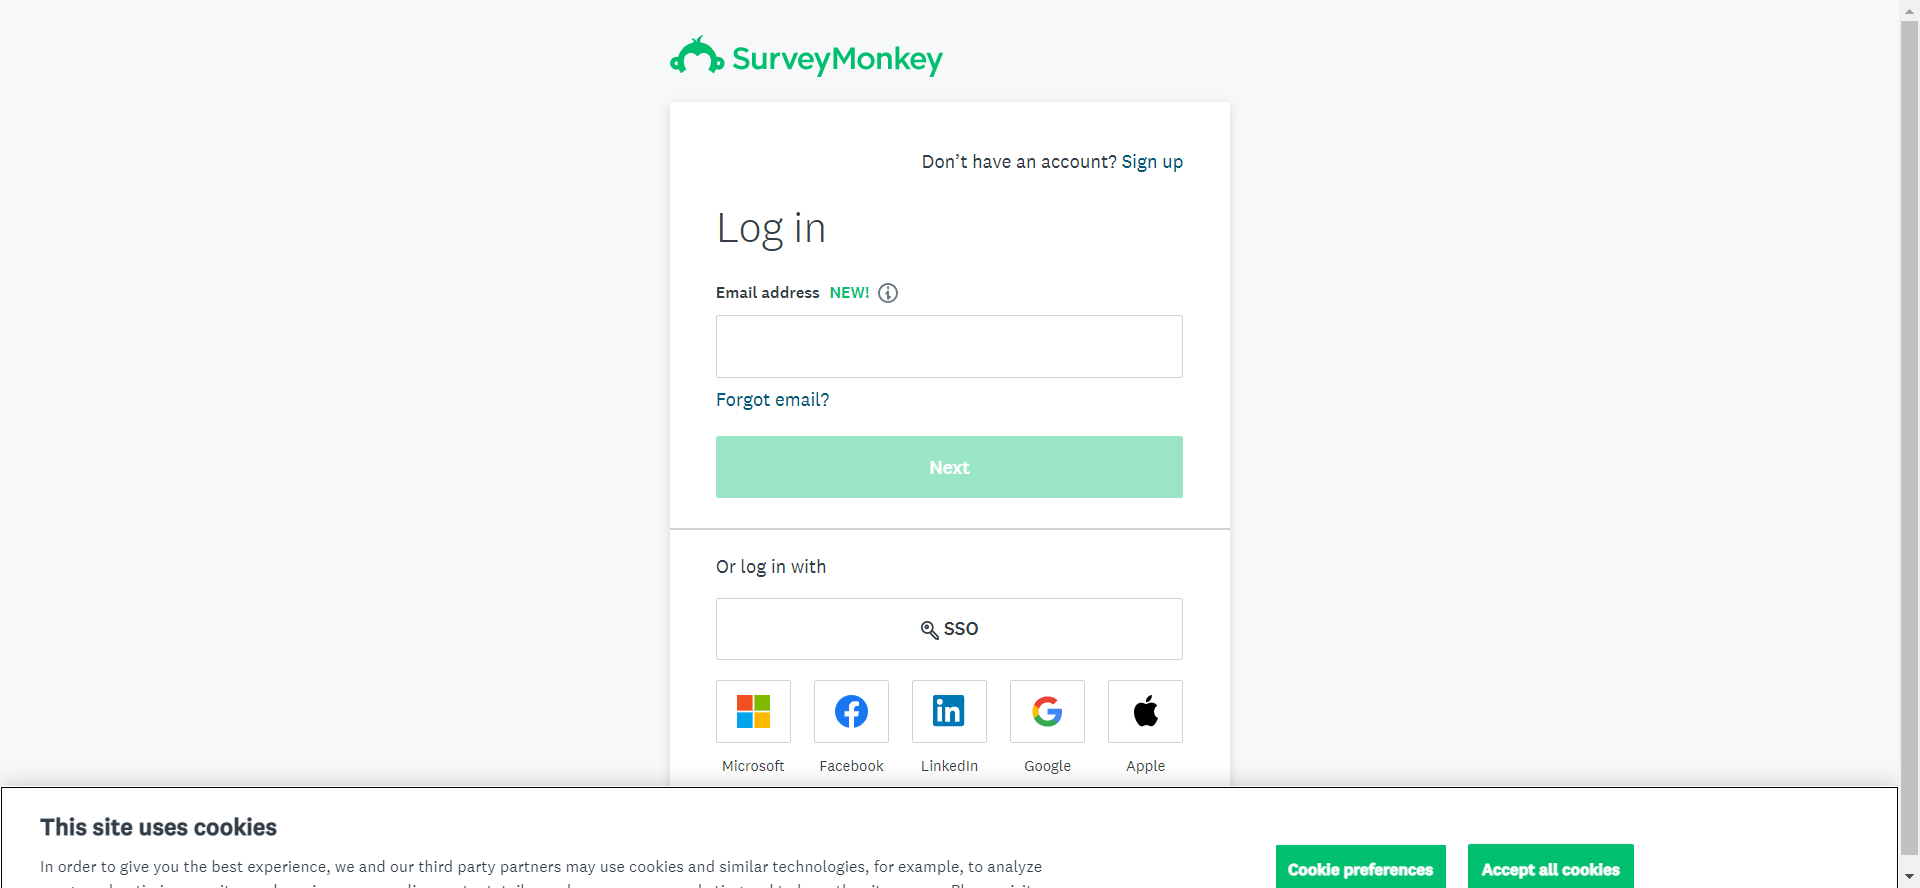 SurveyMonkey
Don’t have an account? Sign up
Log in
Email address NEW!
Forgot email?
Next
Or log in with
SSO
Microsoft Facebook LinkedIn Google Apple
This site uses cookies
In order to give you the best experience, we and our third party partners may use cookies and similar technologies, for example, to analyze
Cookie preferences Accept all cookies